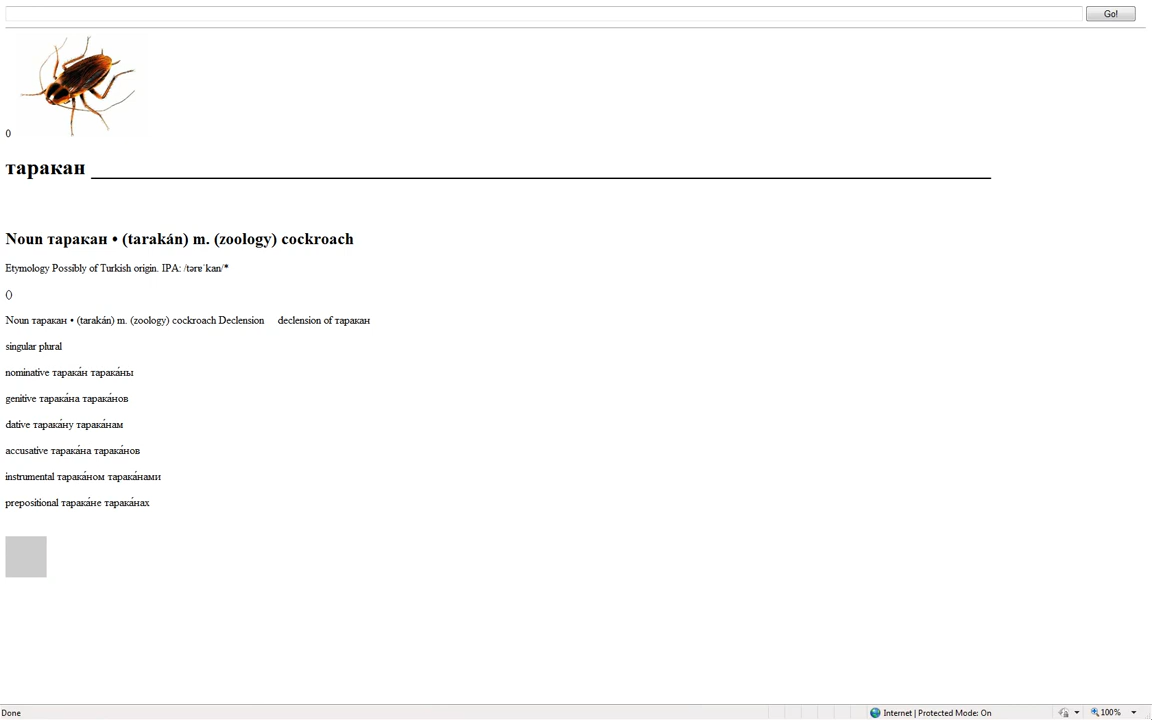 Go!
0
таракан
Noun таракан • (tarakán) m. (zoology) cockroach
Etymology Possibly of Turkish origin. IPA: /tərɐˈkan/*
()
Noun таракан • (tarakán) m. (zoology) cockroach Declension declension of таракан
singular plural
nominative тарака́н тарака́ны
genitive тарака́на тарака́нов
dative тарака́ну тарака́нам
accusative тарака́на тарака́нов
instrumental тарака́ном тарака́нами
prepositional тарака́не тарака́нах
Done Internet | Protected Mode: On 100%